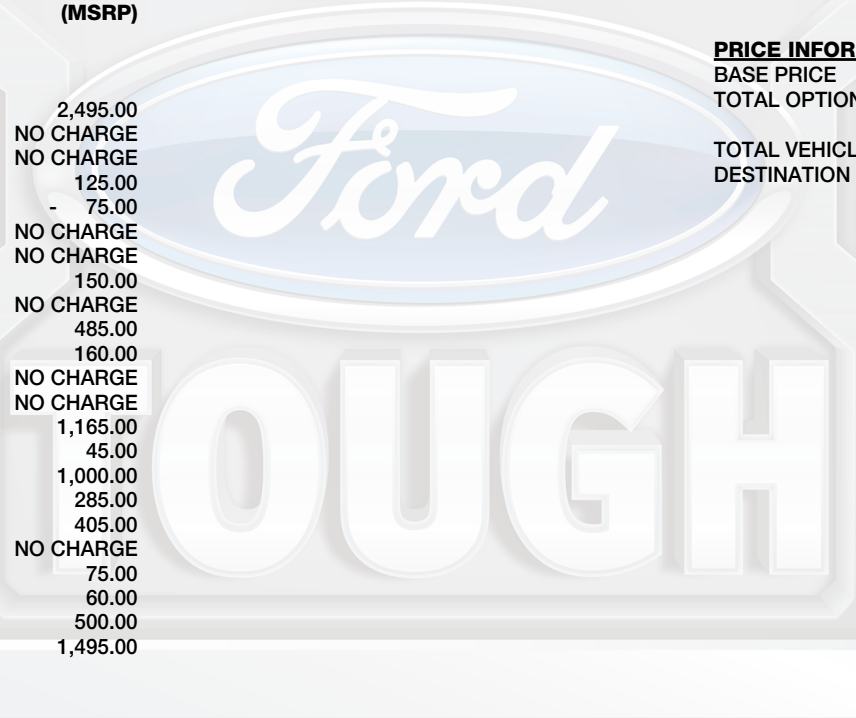 (MSRP)
2,495.00
NO CHARGE
NO CHARGE
125.00
- 75.00
NO CHARGE
NO CHARGE
150.00
NO CHARGE
485.00
160.00
NO CHARGE
NO CHARGE
1,165.00
45.00
1,000.00
285.00
405.00
NO CHARGE
75.00
60.00
500.00
1,495.00
PRICE INFOR
BASE PRICE
TOTAL OPTION
TOTAL VEHICL
DESTINATION
Ford
TOUGH